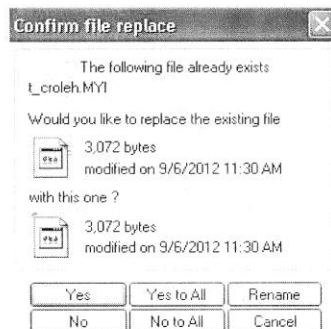 Confirm file replace
The following file already exists
t_croleh.MYI
Would you like to replace the existing file
3,072 bytes
modified on 9/6/2012 11:30 AM
with this one ?
3,072 bytes
modified on 9/6/2012 11:30 AM
Yes Yes to All Rename
No No to All Cancel